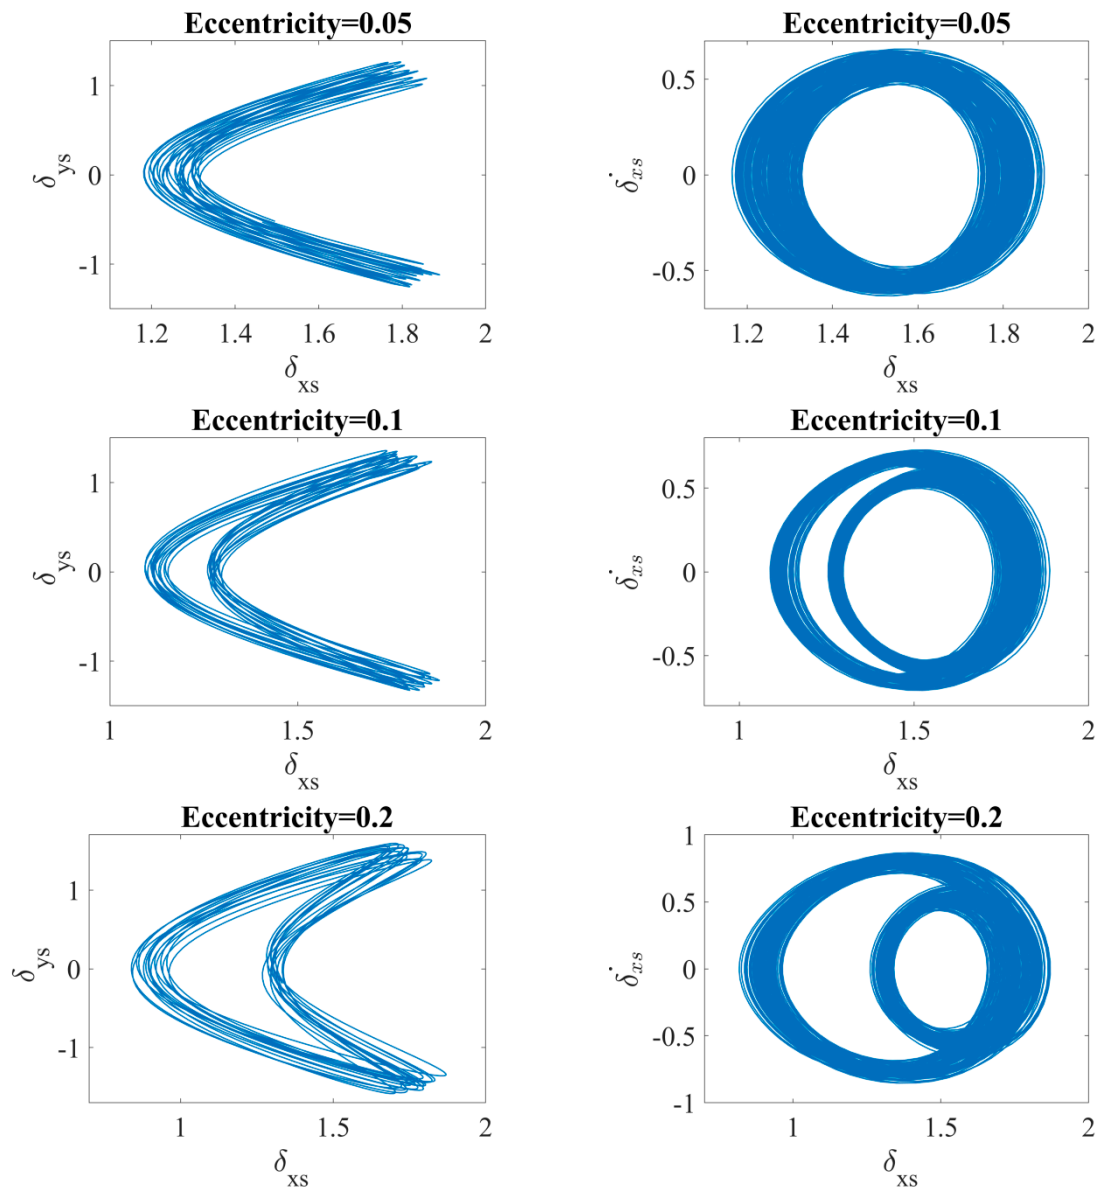 Eccentricity=0.05
1
0
-1
δys
1.2
1.4
1.6
1.8
2
δxs
Eccentricity=0.05
0.5
0
-0.5
δ̇xs
1.2
1.4
1.6
1.8
2
δxs
Eccentricity=0.1
1
0
-1
δys
1
1.5
2
δxs
Eccentricity=0.1
0.5
0
-0.5
δ̇xs
1
1.5
2
δxs
Eccentricity=0.2
1
0
-1
δys
1
1.5
2
δxs
Eccentricity=0.2
1
0.5
0
-0.5
-1
δ̇xs
1
1.5
2
δxs